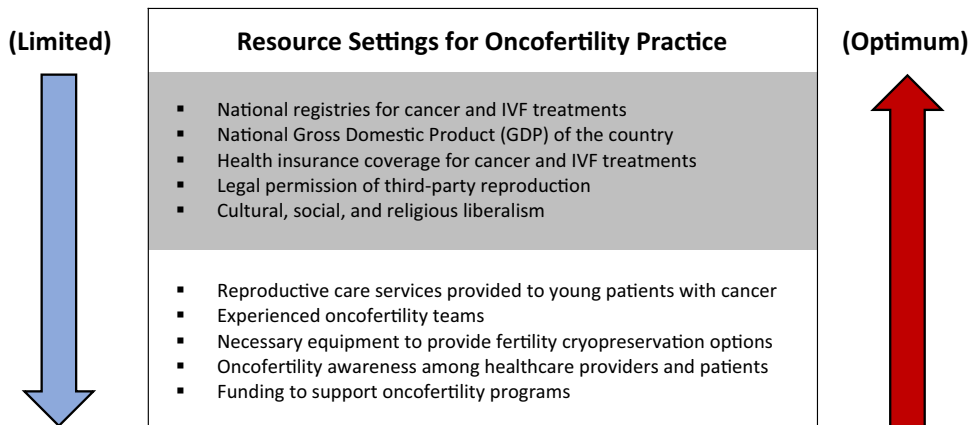 (Limited)
Resource Settings for Oncofertility Practice
(Optimum)
▪ National registries for cancer and IVF treatments
▪ National Gross Domestic Product (GDP) of the country
▪ Health insurance coverage for cancer and IVF treatments
▪ Legal permission of third-party reproduction
▪ Cultural, social, and religious liberalism
▪ Reproductive care services provided to young patients with cancer
▪ Experienced oncofertility teams
▪ Necessary equipment to provide fertility cryopreservation options
▪ Oncofertility awareness among healthcare providers and patients
▪ Funding to support oncofertility programs